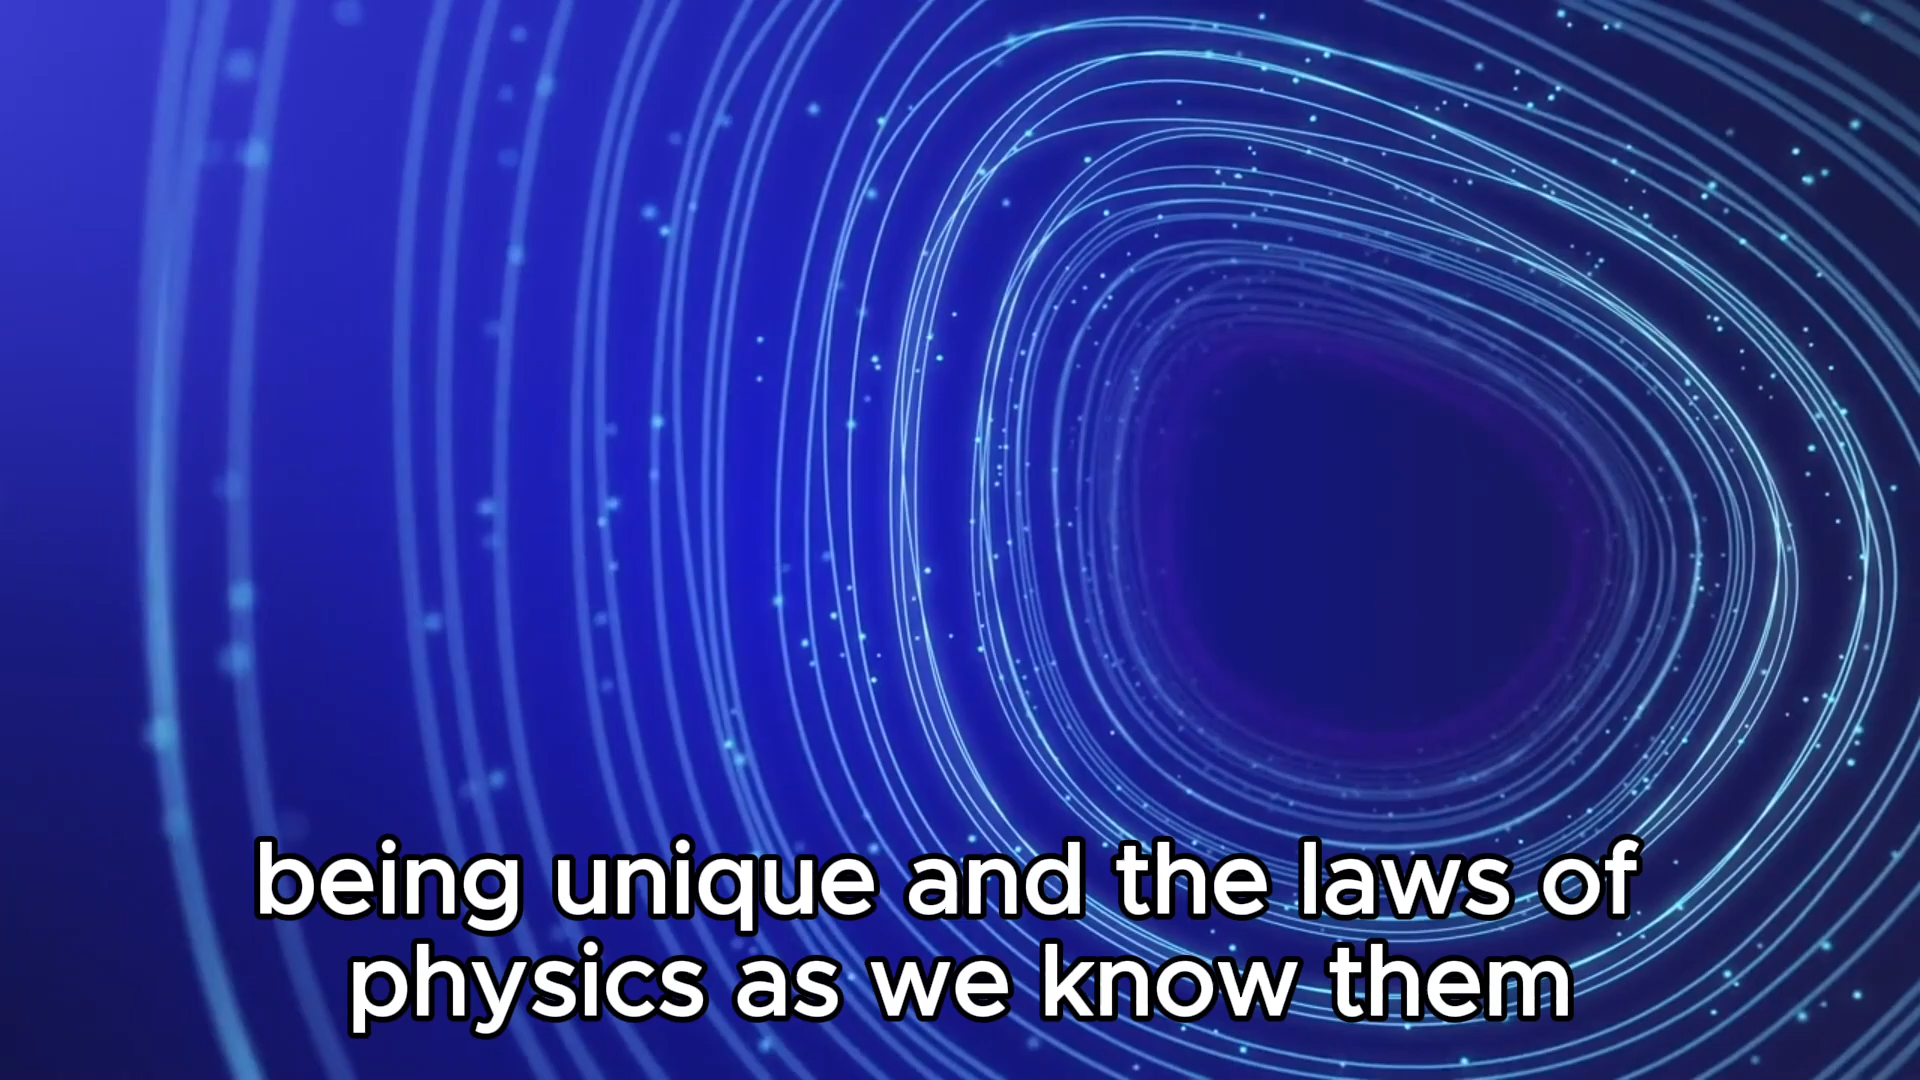 being unique and the laws of
physics as we know them